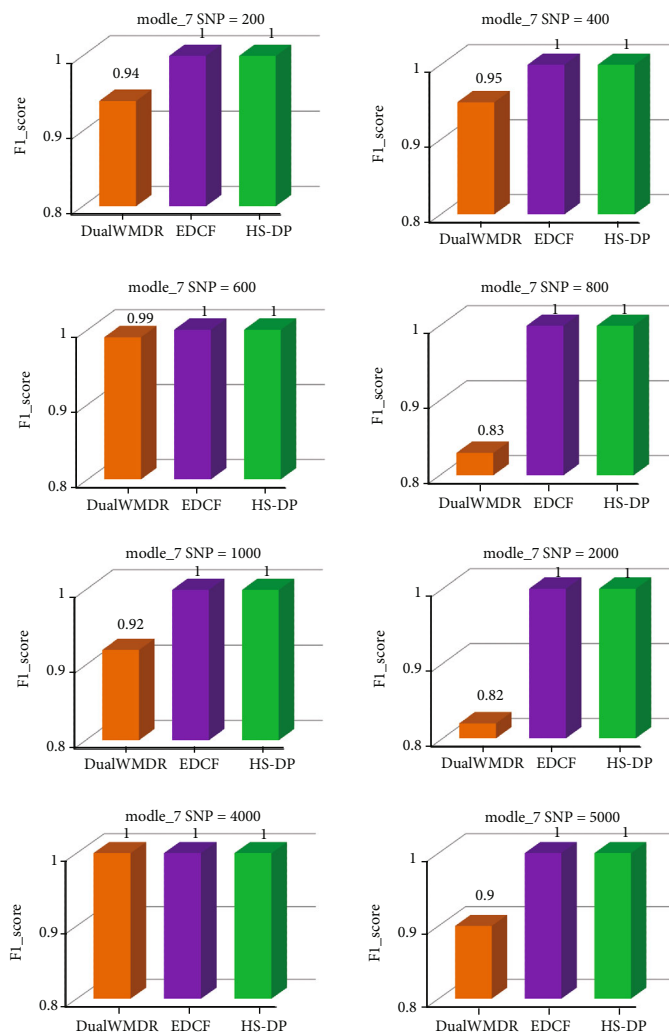 modle_7 SNP = 200
F1_score
1
0.9
0.8
0.94
1
1
DualWMDR EDCF HS-DP
modle_7 SNP = 400
F1_score
1
0.9
0.8
0.95
1
1
DualWMDR EDCF HS-DP
modle_7 SNP = 600
F1_score
1
0.9
0.8
0.99
1
1
DualWMDR EDCF HS-DP
modle_7 SNP = 800
F1_score
1
0.9
0.8
0.83
1
1
DualWMDR EDCF HS-DP
modle_7 SNP = 1000
F1_score
1
0.9
0.8
0.92
1
1
DualWMDR EDCF HS-DP
modle_7 SNP = 2000
F1_score
1
0.9
0.8
0.82
1
1
DualWMDR EDCF HS-DP
modle_7 SNP = 4000
F1_score
1
0.9
0.8
1
1
1
DualWMDR EDCF HS-DP
modle_7 SNP = 5000
F1_score
1
0.9
0.8
0.9
1
1
DualWMDR EDCF HS-DP